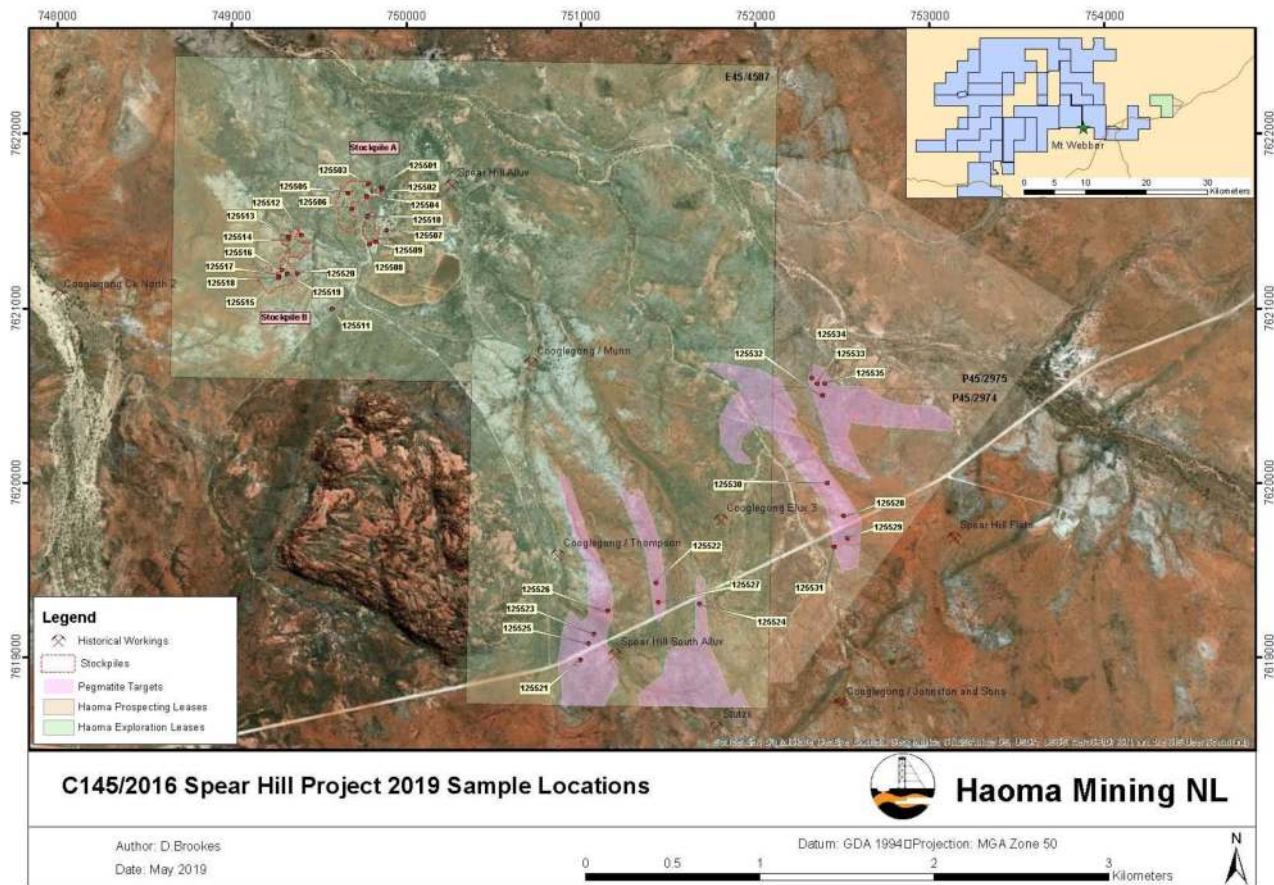 748000
749000
750000
751000
752000
753000
754000
E45/4587
Mt Webber
0 5 10 20 30
Kilometers
7622000
7622000
Stockpile A
125503
125501
Spear Hill Alluv
125505
125502
125512
125506
125504
125513
125510
125514
125507
125516
125509
125517
125520
125508
125518
Cooglegong Ck North 2
125519
125515
Stockpile B
125511
7621000
7621000
125534
125532
125533
Cooglegong / Munn
125535
P45/2975
P45/2974
7620000
7620000
125530
125528
Cooglegong Elux 3
125529
Spear Hill Flats
Cooglegong / Thompson
125522
125526
125527
125531
125523
125524
125525
Spear Hill South Alluv
7619000
7619000
125521
Cooglegong / Johnston and Sons
Stutzs
Legend
Historical Workings
Stockpiles
Pegmatite Targets
Haoma Prospecting Leases
Haoma Exploration Leases
C145/2016 Spear Hill Project 2019 Sample Locations
Haoma Mining NL
Author: D.Brookes
Date: May 2019
Datum: GDA 1994 Projection: MGA Zone 50
0 0.5 1 2 3
Kilometers
N